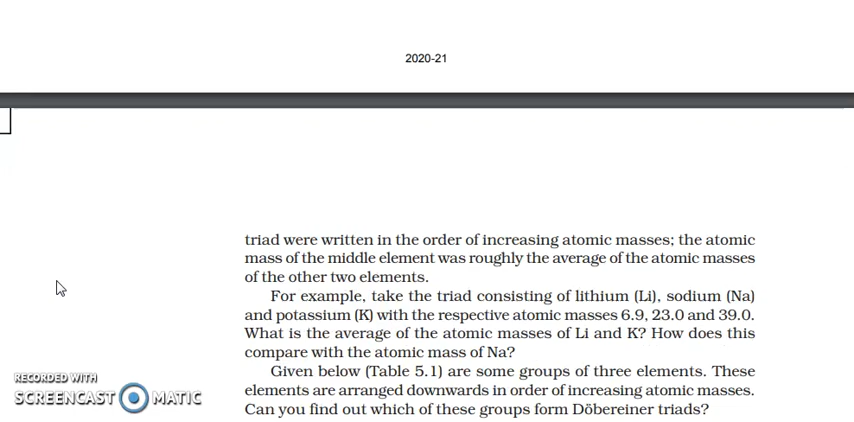 2020-21
triad were written in the order of increasing atomic masses; the atomic
mass of the middle element was roughly the average of the atomic masses
of the other two elements.
For example, take the triad consisting of lithium (Li), sodium (Na)
and potassium (K) with the respective atomic masses 6.9, 23.0 and 39.0.
What is the average of the atomic masses of Li and K? How does this
compare with the atomic mass of Na?
Given below (Table 5.1) are some groups of three elements. These
elements are arranged downwards in order of increasing atomic masses.
Can you find out which of these groups form Döbereiner triads?
RECORDED WITH
SCREENCAST MATIC